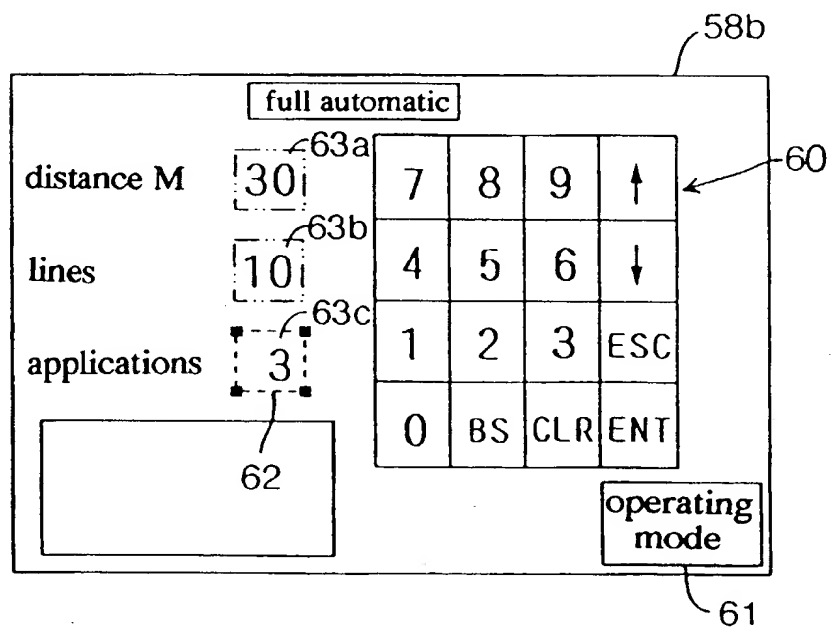 58b
full automatic
63a
distance M 30
7 8 9 ↑
60
63b
lines 10
4 5 6 ↓
63c
applications 3
1 2 3 ESC
0 BS CLR ENT
62
operating
mode
61